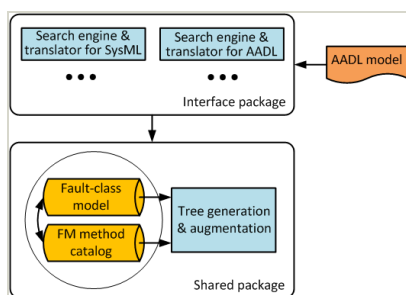 Search engine &
translator for SysML
Search engine &
translator for AADL
• • •
• • •
AADL model
Interface package
Fault-class
model
FM method
catalog
Tree generation
& augmentation
Shared package